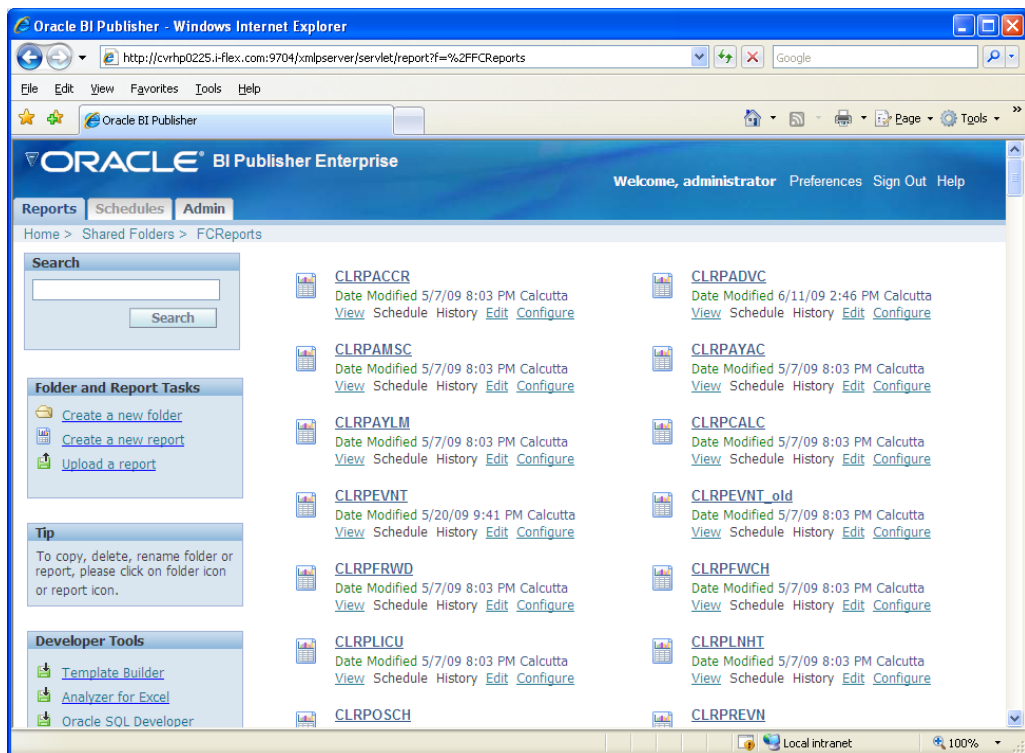 Oracle BI Publisher - Windows Internet Explorer
http://cvrhp0225.i-flex.com:9704/xmlpserver/servlet/report?f=%2FFCReports
Google
File Edit View Favorites Tools Help
Oracle BI Publisher
Page Tools »
ORACLE BI Publisher Enterprise
Welcome, administrator Preferences Sign Out Help
Reports Schedules Admin
Home > Shared Folders > FCReports
Search
Search
Folder and Report Tasks
Create a new folder
Create a new report
Upload a report
Tip
To copy, delete, rename folder or
report, please click on folder icon
or report icon.
Developer Tools
Template Builder
Analyzer for Excel
Oracle SQL Developer
CLRPACCR
Date Modified 5/7/09 8:03 PM Calcutta
View Schedule History Edit Configure
CLRPADVC
Date Modified 6/11/09 2:46 PM Calcutta
View Schedule History Edit Configure
CLRPAMSC
Date Modified 5/7/09 8:03 PM Calcutta
View Schedule History Edit Configure
CLRPAYAC
Date Modified 5/7/09 8:03 PM Calcutta
View Schedule History Edit Configure
CLRPAYLM
Date Modified 5/7/09 8:03 PM Calcutta
View Schedule History Edit Configure
CLRPCALC
Date Modified 5/7/09 8:03 PM Calcutta
View Schedule History Edit Configure
CLRPEVNT
Date Modified 5/20/09 9:41 PM Calcutta
View Schedule History Edit Configure
CLRPEVNT_old
Date Modified 5/7/09 8:03 PM Calcutta
View Schedule History Edit Configure
CLRPFRWD
Date Modified 5/7/09 8:03 PM Calcutta
View Schedule History Edit Configure
CLRPFWCH
Date Modified 5/7/09 8:03 PM Calcutta
View Schedule History Edit Configure
CLRPLICU
Date Modified 5/7/09 8:03 PM Calcutta
View Schedule History Edit Configure
CLRPLNHT
Date Modified 5/7/09 8:03 PM Calcutta
View Schedule History Edit Configure
CLRPOSCH
CLRPREVN
Local intranet
100%